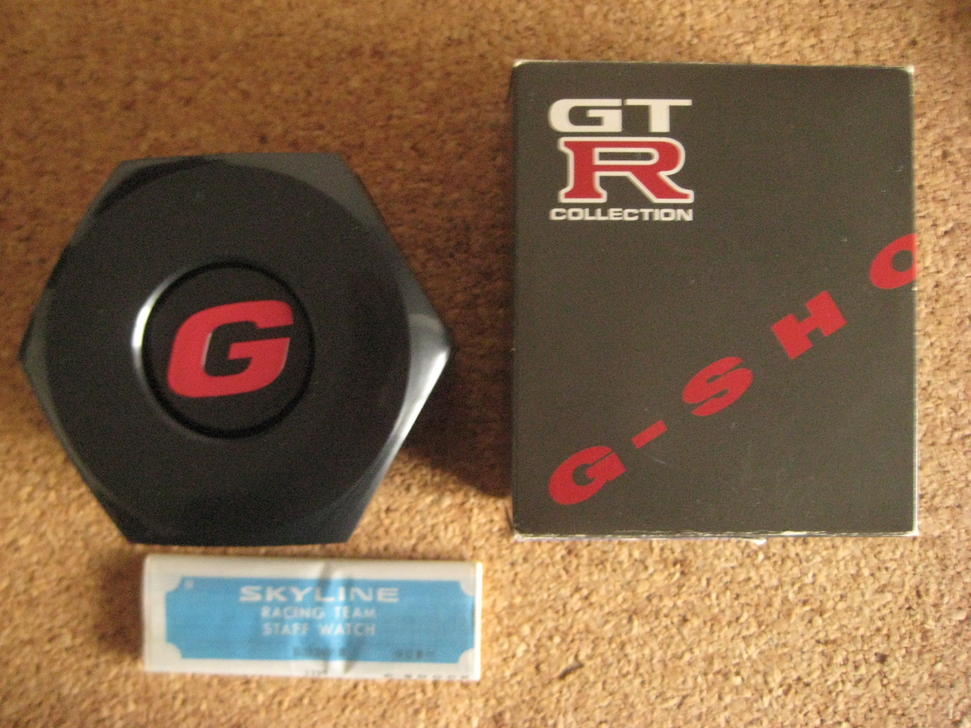 G
GT
R
COLLECTION
G-SHO
SKYLINE
RACING TEAM
STAFF WATCH